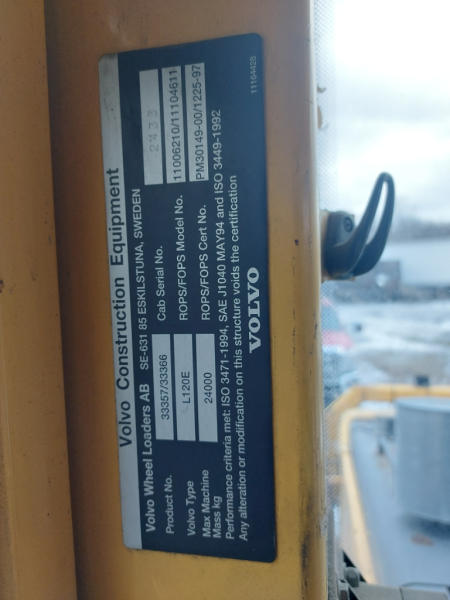 Volvo Construction Equipment
Volvo Wheel Loaders AB SE-631 85 ESKILSTUNA, SWEDEN
Product No. 33357/33366 Cab Serial No. 2933
Volvo Type L120E ROPS/FOPS Model No. 11006210/11104611
Max Machine Mass kg 24000 ROPS/FOPS Cert No. PM30149-00/1225-97
Performance criteria met: ISO 3471-1994, SAE J1040 MAY94 and ISO 3449-1992
Any alteration or modification on this structure voids the certification
VOLVO
11164428